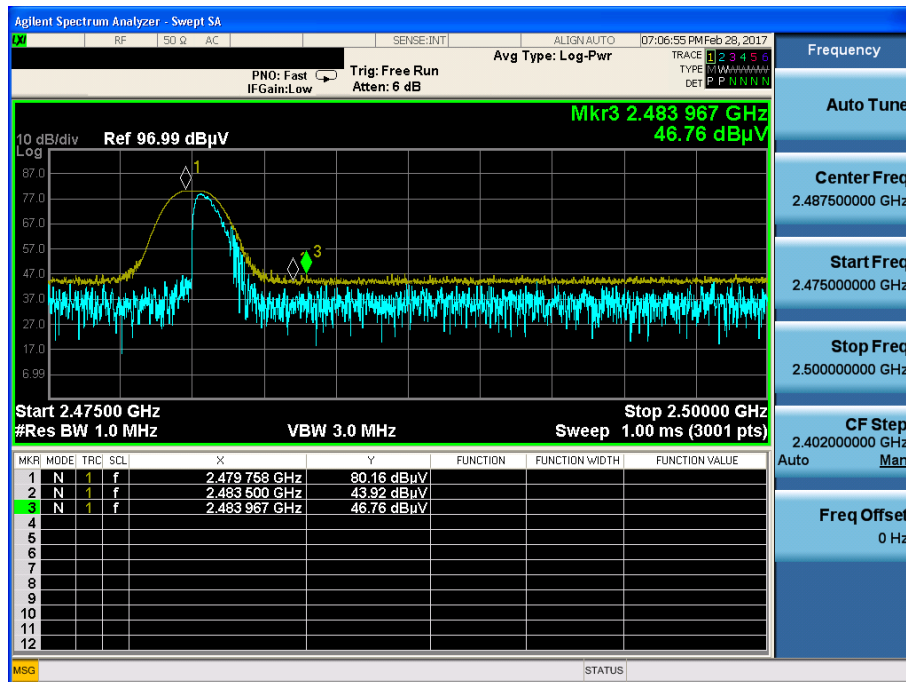 Agilent Spectrum Analyzer - Swept SA
LXI RF 50 Ω AC SENSE:INT ALIGN AUTO 07:06:55 PM Feb 28, 2017
PNO: Fast Trig: Free Run Avg Type: Log-Pwr TRACE 1 2 3 4 5 6
IFGain:Low Atten: 6 dB TYPE M W
DET P P N N N N
Mkr3 2.483 967 GHz
46.76 dBµV
10 dB/div Ref 96.99 dBµV
Log
87.0
77.0
67.0
57.0
47.0
37.0
27.0
17.0
6.99
1
3
Start 2.47500 GHz Stop 2.50000 GHz
#Res BW 1.0 MHz VBW 3.0 MHz Sweep 1.00 ms (3001 pts)
MKR MODE TRC SCL X Y FUNCTION FUNCTION WIDTH FUNCTION VALUE
1 N 1 f 2.479 758 GHz 80.16 dBµV
2 N 1 f 2.483 500 GHz 43.92 dBµV
3 N 1 f 2.483 967 GHz 46.76 dBµV
4
5
6
7
8
9
10
11
12
MSG STATUS
Frequency
Auto Tune
Center Freq
2.487500000 GHz
Start Freq
2.475000000 GHz
Stop Freq
2.500000000 GHz
CF Step
2.402000000 GHz
Auto Man
Freq Offset
0 Hz